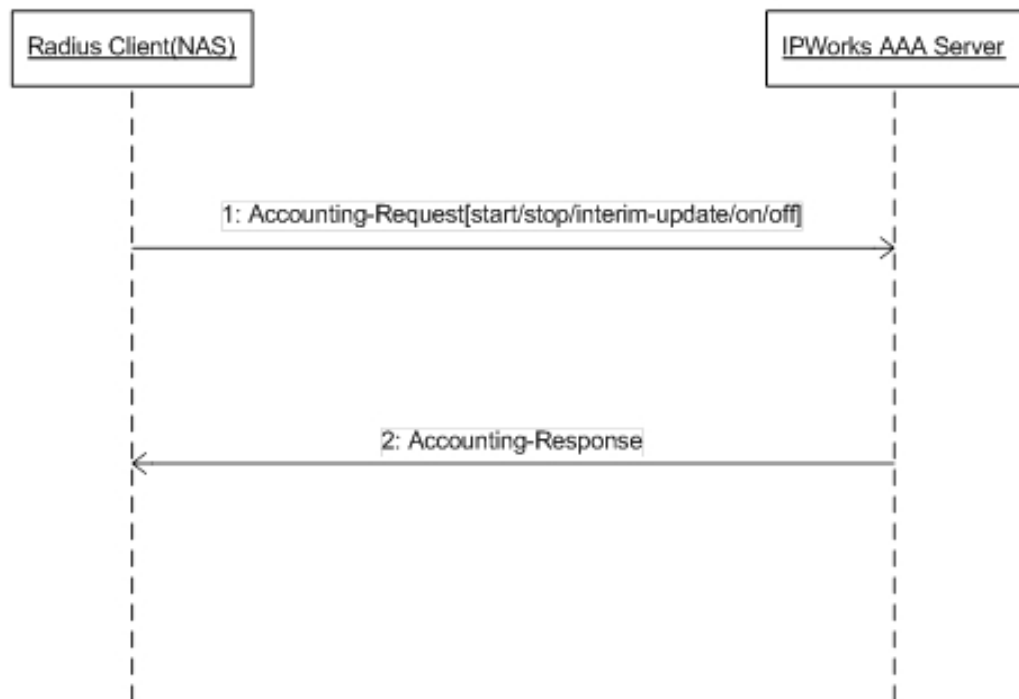 Radius Client(NAS)
IPWorks AAA Server
1: Accounting-Request[start/stop/interim-update/on/off]
2: Accounting-Response